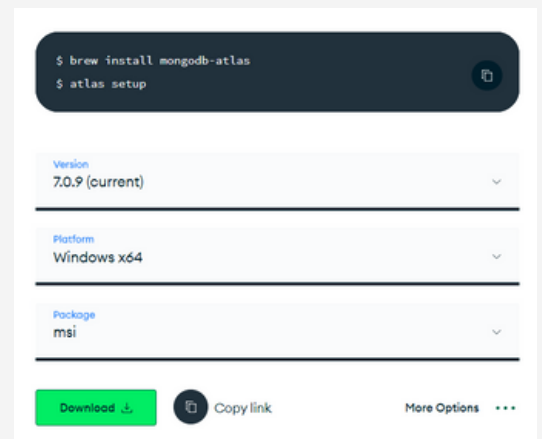 $ brew install mongodb-atlas
$ atlas setup
Version
7.0.9 (current)
Platform
Windows x64
Package
msi
Download
Copy link
More Options